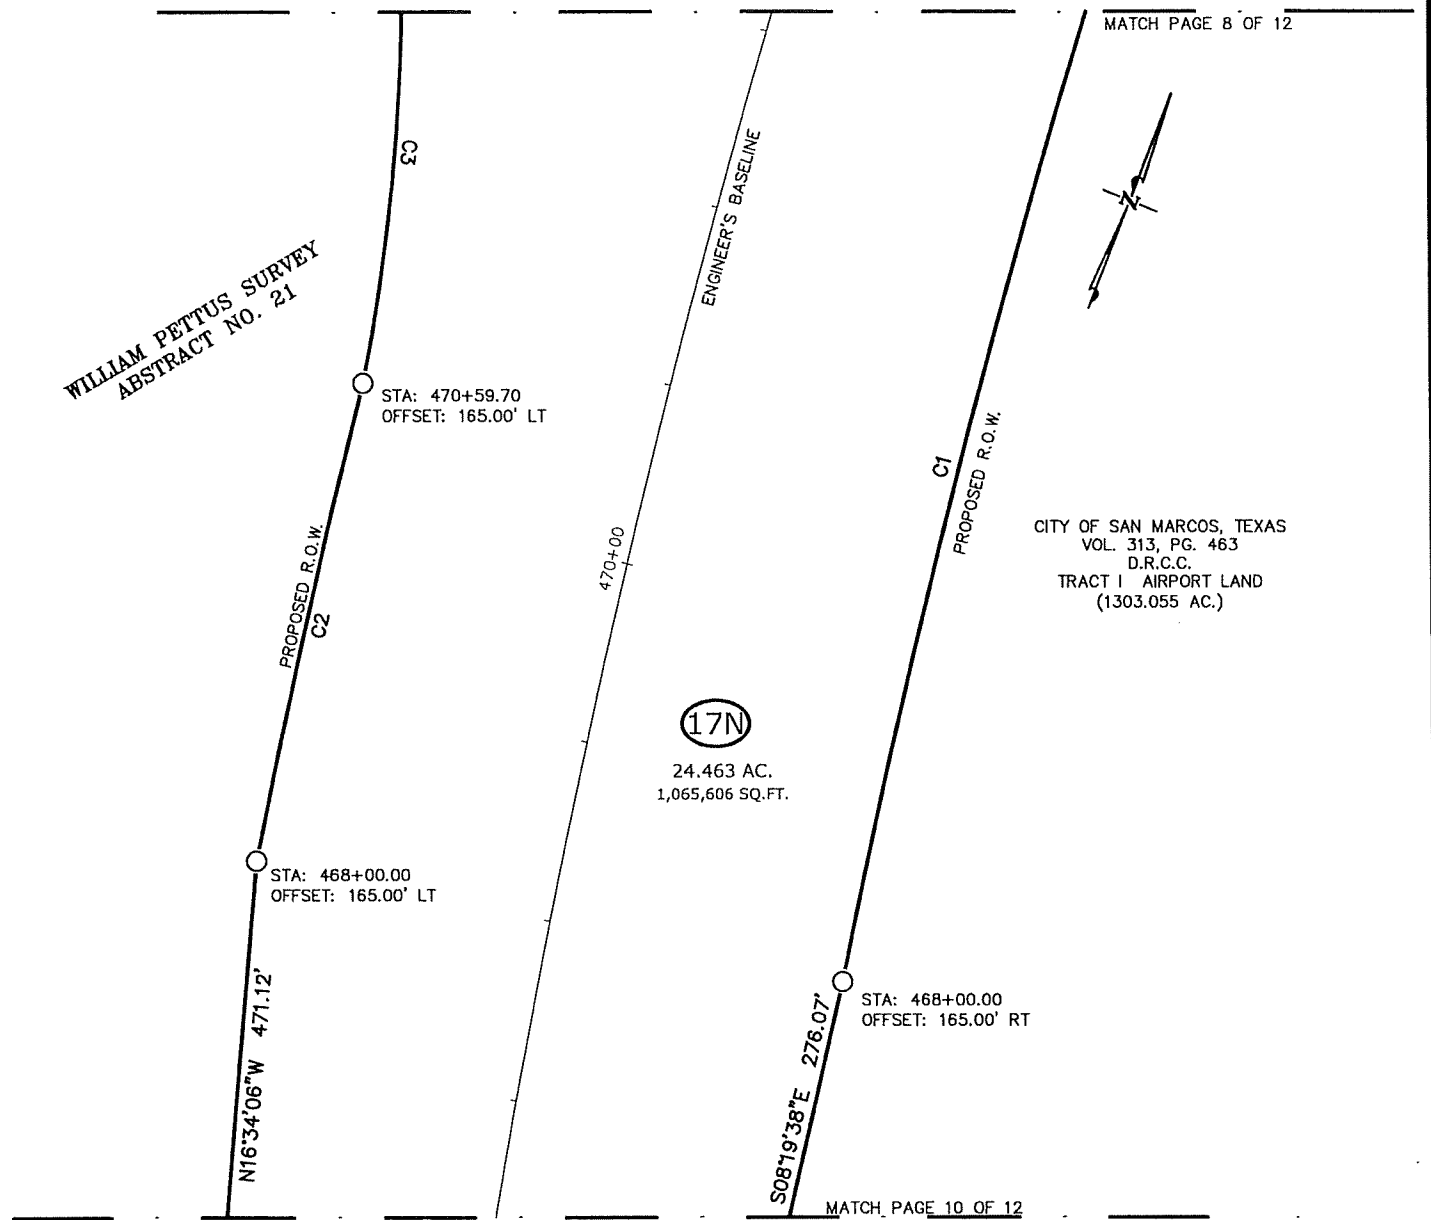 MATCH PAGE 8 OF 12
C3
ENGINEER'S BASELINE
N
WILLIAM PETTUS SURVEY
ABSTRACT NO. 21
STA: 470+59.70
OFFSET: 165.00' LT
C1
PROPOSED R.O.W.
470+00
CITY OF SAN MARCOS, TEXAS
VOL. 313, PG. 463
D.R.C.C.
TRACT I AIRPORT LAND
(1303.055 AC.)
PROPOSED R.O.W.
C2
17N
24.463 AC.
1,065,606 SQ.FT.
STA: 468+00.00
OFFSET: 165.00' LT
STA: 468+00.00
OFFSET: 165.00' RT
N16°34'06"W 471.12'
S08°19'38"E 276.07'
MATCH PAGE 10 OF 12